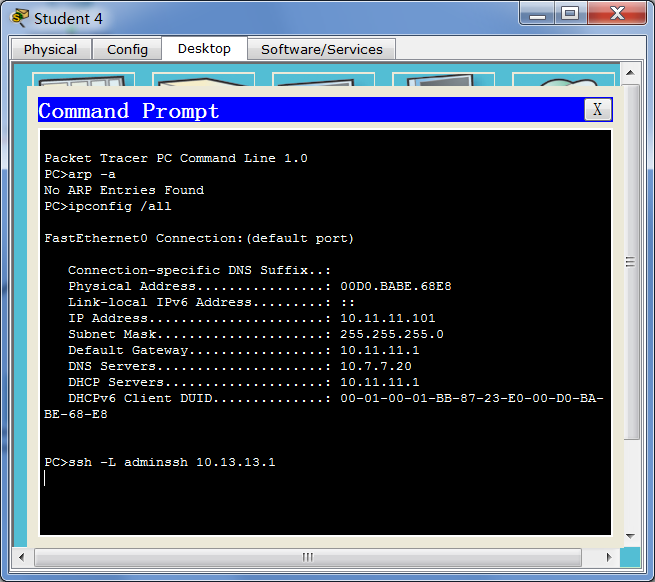 Student 4
Physical
Config
Desktop
Software/Services
Command Prompt
X
Packet Tracer PC Command Line 1.0
PC>arp -a
No ARP Entries Found
PC>ipconfig /all
FastEthernet0 Connection:(default port)
Connection-specific DNS Suffix..:
Physical Address................: 00D0.BABE.68E8
Link-local IPv6 Address.........: ::
IP Address......................: 10.11.11.101
Subnet Mask.....................: 255.255.255.0
Default Gateway.................: 10.11.11.1
DNS Servers.....................: 10.7.7.20
DHCP Servers....................: 10.11.11.1
DHCPv6 Client DUID..............: 00-01-00-01-BB-87-23-E0-00-D0-BA-
BE-68-E8
PC>ssh -L adminssh 10.13.13.1